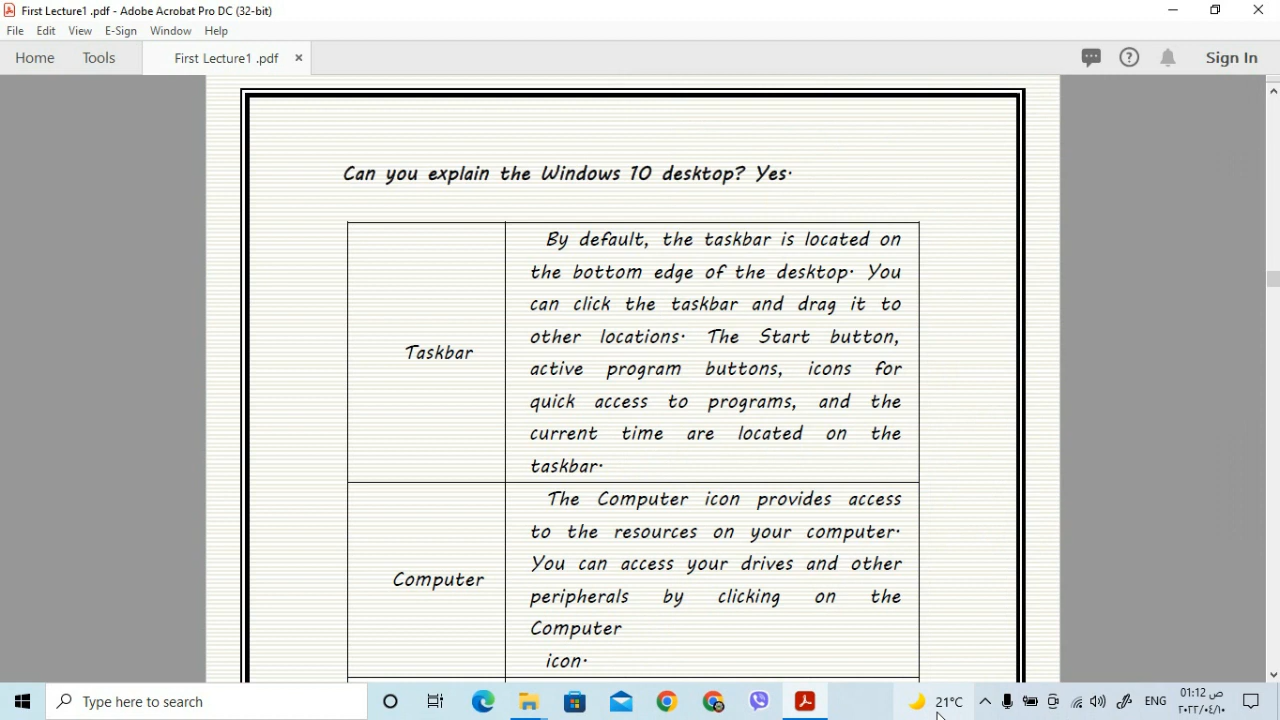 First Lecture1 .pdf - Adobe Acrobat Pro DC (32-bit)
File Edit View E-Sign Window Help
Home Tools First Lecture1 .pdf × Sign In
Can you explain the Windows 10 desktop? Yes.
By default, the taskbar is located on
the bottom edge of the desktop. You
can click the taskbar and drag it to
other locations. The Start button,
Taskbar
active program buttons, icons for
quick access to programs, and the
current time are located on the
taskbar.
The Computer icon provides access
to the resources on your computer.
You can access your drives and other
Computer
peripherals by clicking on the
Computer
icon.
Type here to search
21°C
ENG
01:12 ص
٢٠٢٢/٠٤/١٠